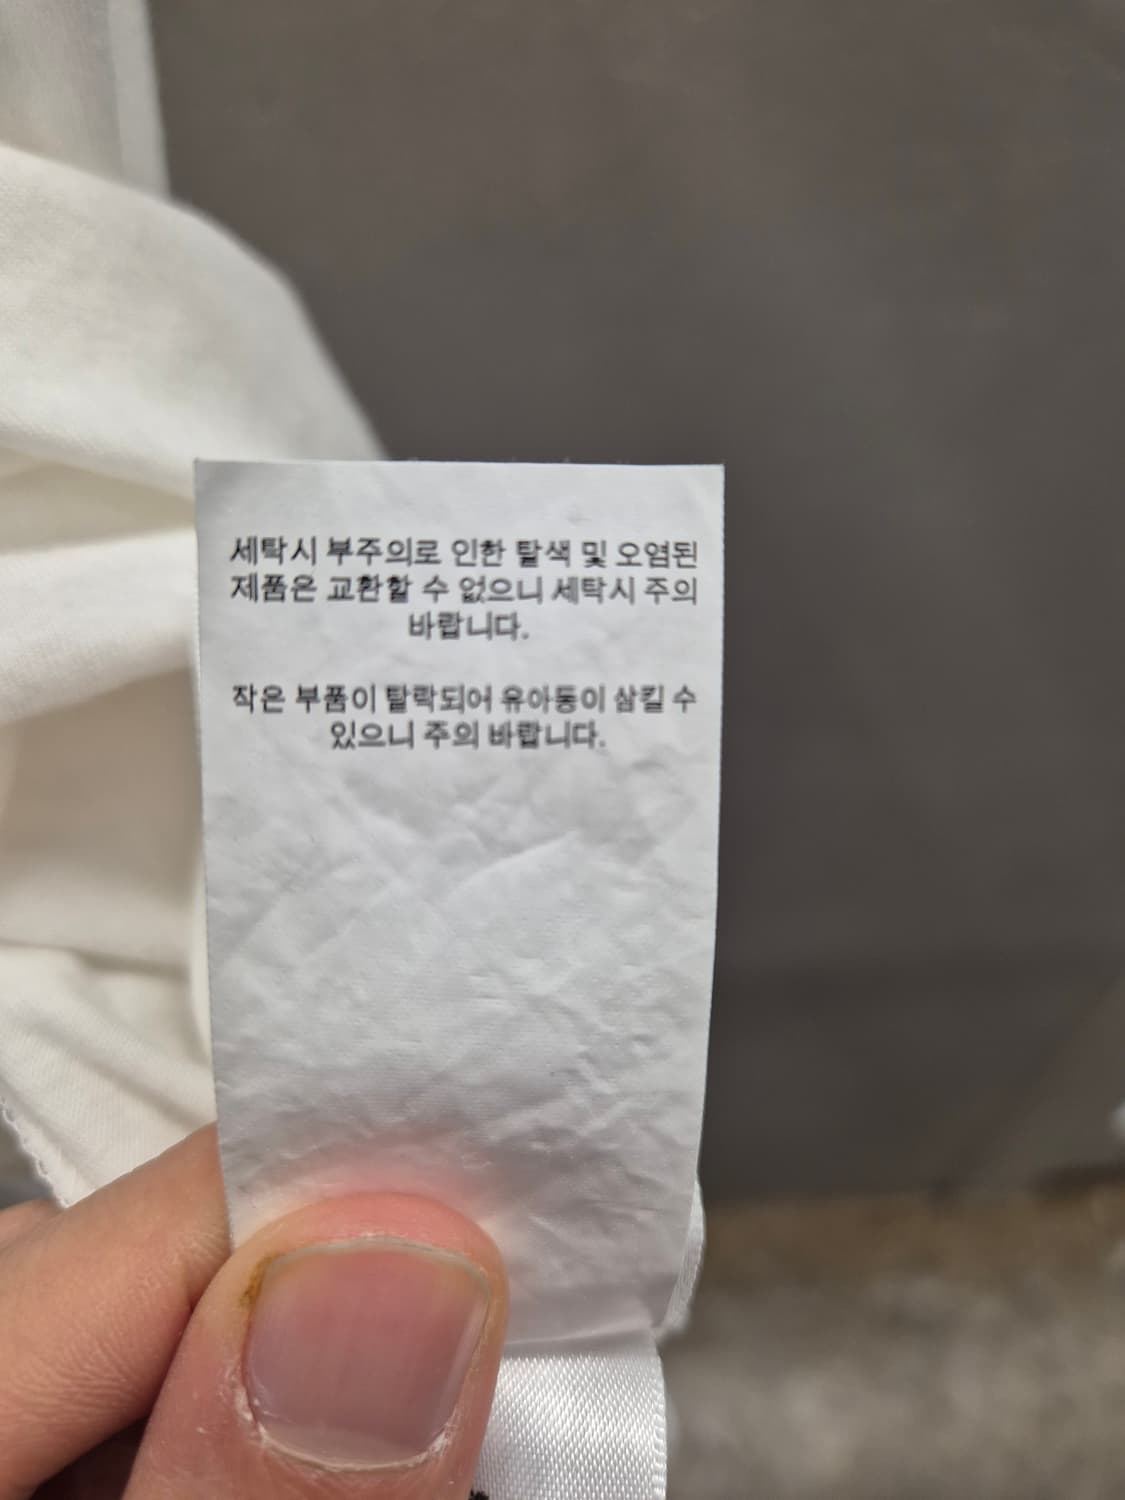 세탁시 부주의로 인한 탈색 및 오염된
제품은 교환할 수 없으니 세탁시 주의
바랍니다.
작은 부품이 탈락되어 유아동이 삼킬 수
있으니 주의 바랍니다.